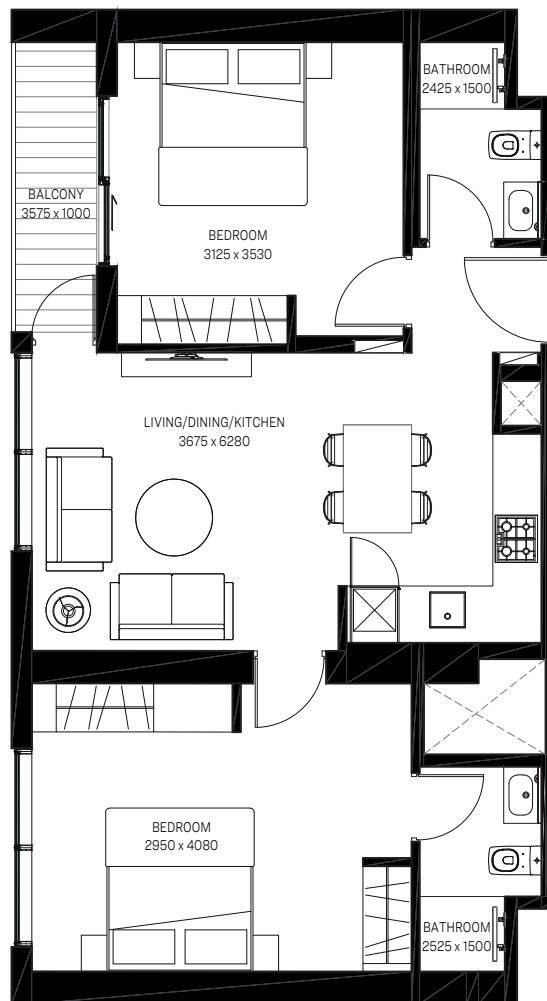 BATHROOM
2425 x 1500
BALCONY
3575 x 1000
BEDROOM
3125 x 3530
LIVING/DINING/KITCHEN
3675 x 6280
BEDROOM
2950 x 4080
BATHROOM
2525 x 1500